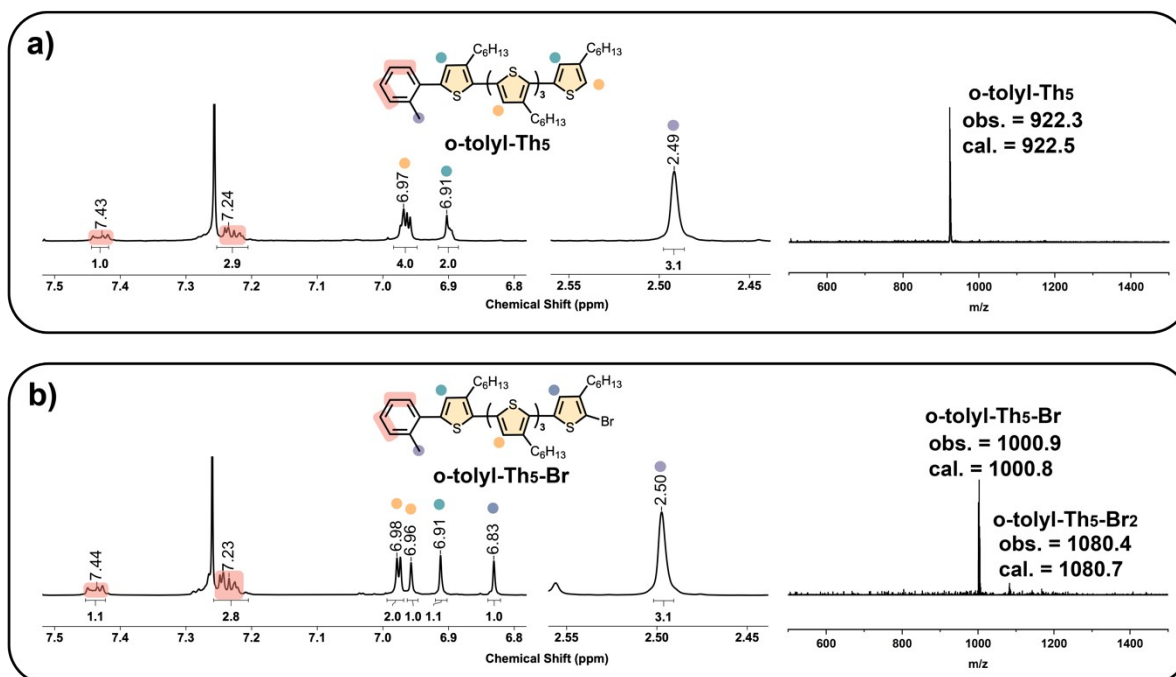 a)
C6H13
C6H13
S
S
S
3
C6H13
o-tolyl-Th5
7.43
7.24
6.97
6.91
2.49
1.0
2.9
4.0
2.0
3.1
7.5 7.4 7.3 7.2 7.1 7.0 6.9 6.8
2.55 2.50 2.45
Chemical Shift (ppm)
o-tolyl-Th5
obs. = 922.3
cal. = 922.5
600 800 1000 1200 1400
m/z
b)
C6H13
C6H13
S
S
S
3
Br
C6H13
o-tolyl-Th5-Br
7.44
7.23
6.98
6.96
6.91
6.83
2.50
1.1
2.8
2.0
1.0
1.1
1.0
3.1
7.5 7.4 7.3 7.2 7.1 7.0 6.9 6.8
2.55 2.50 2.45 2.40
Chemical Shift (ppm)
o-tolyl-Th5-Br
obs. = 1000.9
cal. = 1000.8
o-tolyl-Th5-Br2
obs. = 1080.4
cal. = 1080.7
600 800 1000 1200 1400
m/z